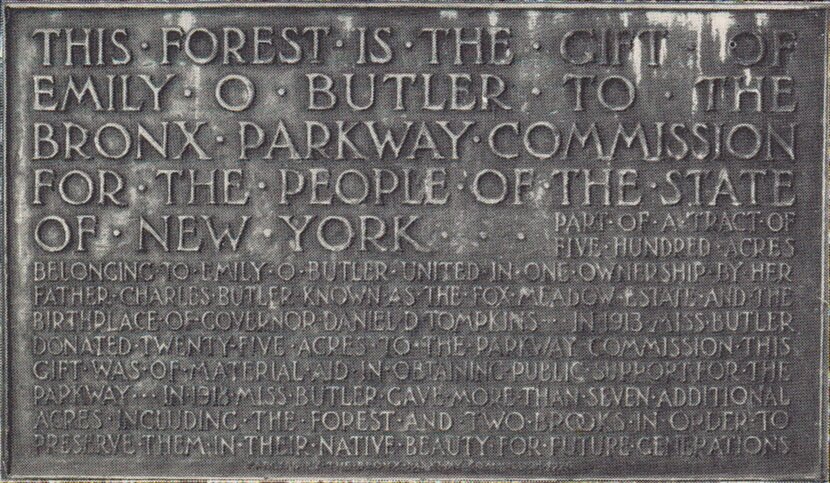 THIS · FOREST · IS · THE · GIFT · OF
EMILY · O · BUTLER · TO · THE
BRONX · PARKWAY · COMMISSION
FOR · THE · PEOPLE · OF · THE · STATE
OF · NEW · YORK · · ·
PART · OF · A · TRACT · OF
FIVE · HUNDRED · ACRES
BELONGING · TO · EMILY · O · BUTLER · UNITED · IN · ONE · OWNERSHIP · BY · HER
FATHER · CHARLES · BUTLER · KNOWN · AS · THE · FOX · MEADOW · ESTATE · AND · THE
BIRTHPLACE · OF · GOVERNOR · DANIEL · D · TOMPKINS · · · IN · 1913 · MISS · BUTLER
DONATED · TWENTY · FIVE · ACRES · TO · THE · PARKWAY · COMMISSION · THIS
GIFT · WAS · OF · MATERIAL · AID · IN · OBTAINING · PUBLIC · SUPPORT · FOR · THE
PARKWAY · · · IN · MISS · BUTLER · GAVE · MORE · THAN · SEVEN · ADDITIONAL
ACRES · INCLUDING · THE · FOREST · AND · TWO · BROOKS · IN · ORDER · TO
PRESERVE · THEM · IN · THEIR · NATIVE · BEAUTY · FOR · FUTURE · GENERATIONS